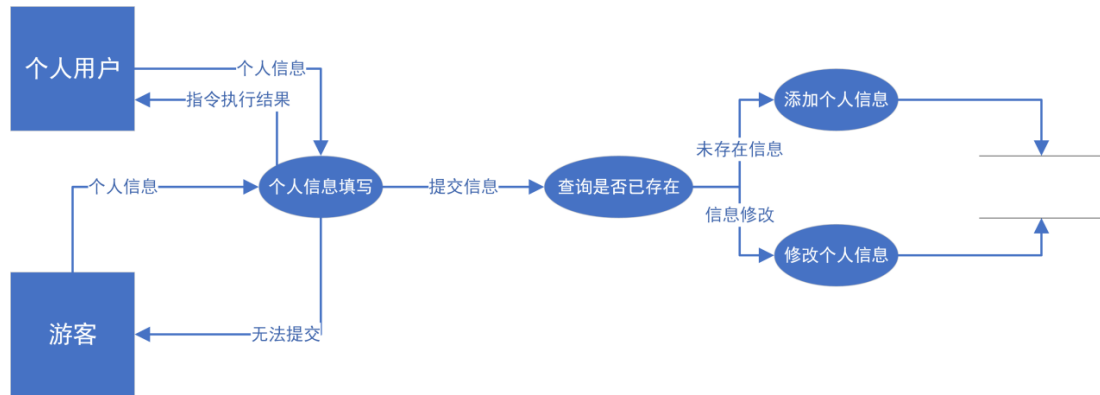 个人用户
个人信息
指令执行结果
添加个人信息
未存在信息
个人信息
个人信息填写
提交信息
查询是否已存在
信息修改
修改个人信息
游客
无法提交